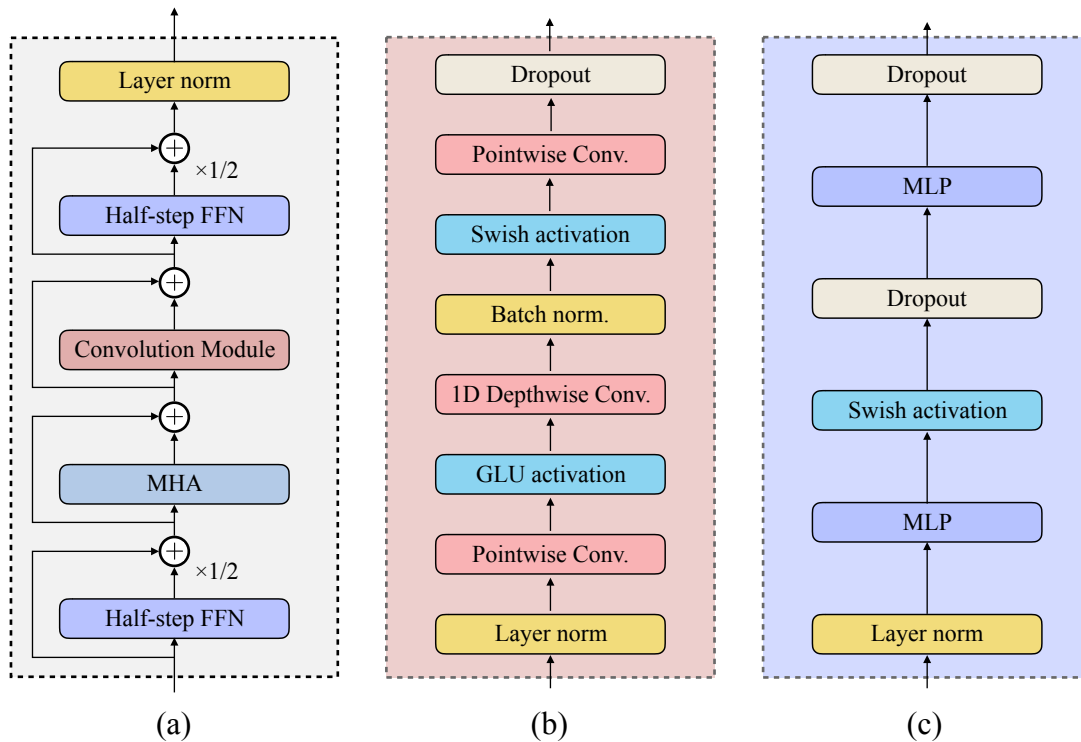 Layer norm
+
×1/2
Half-step FFN
+
Convolution Module
+
MHA
+
×1/2
Half-step FFN
(a)
Dropout
Pointwise Conv.
Swish activation
Batch norm.
1D Depthwise Conv.
GLU activation
Pointwise Conv.
Layer norm
(b)
Dropout
MLP
Dropout
Swish activation
MLP
Layer norm
(c)